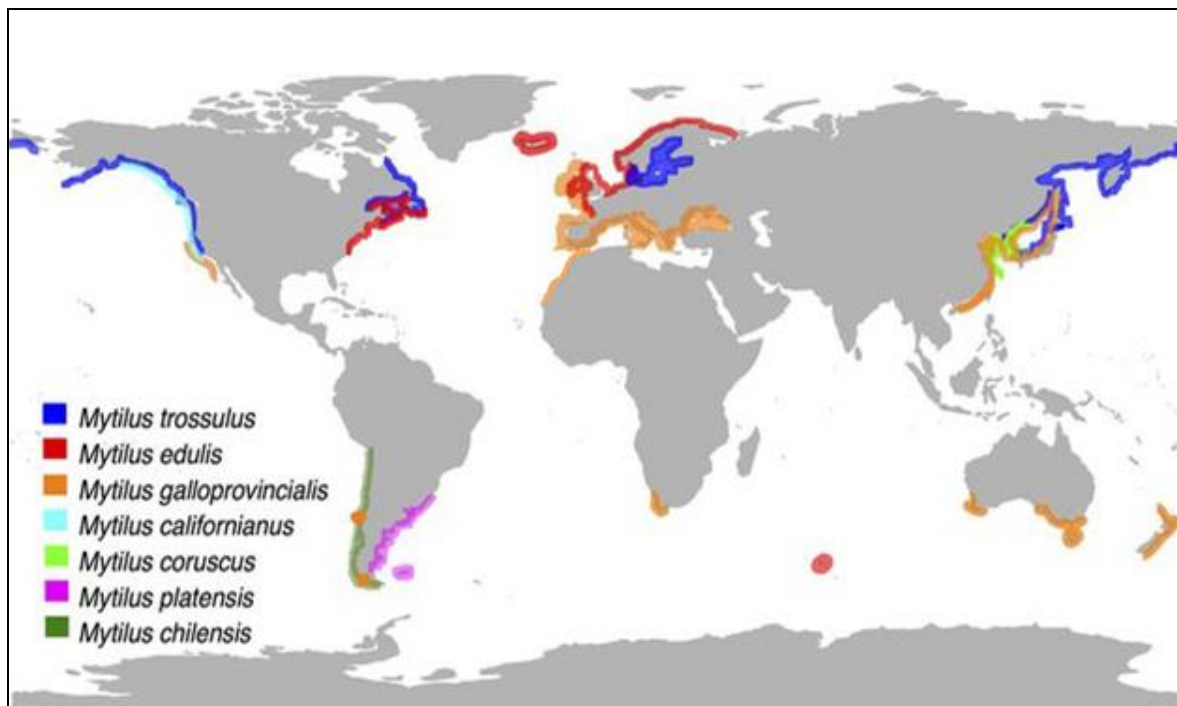 Mytilus trossulus
Mytilus edulis
Mytilus galloprovincialis
Mytilus californianus
Mytilus coruscus
Mytilus platensis
Mytilus chilensis